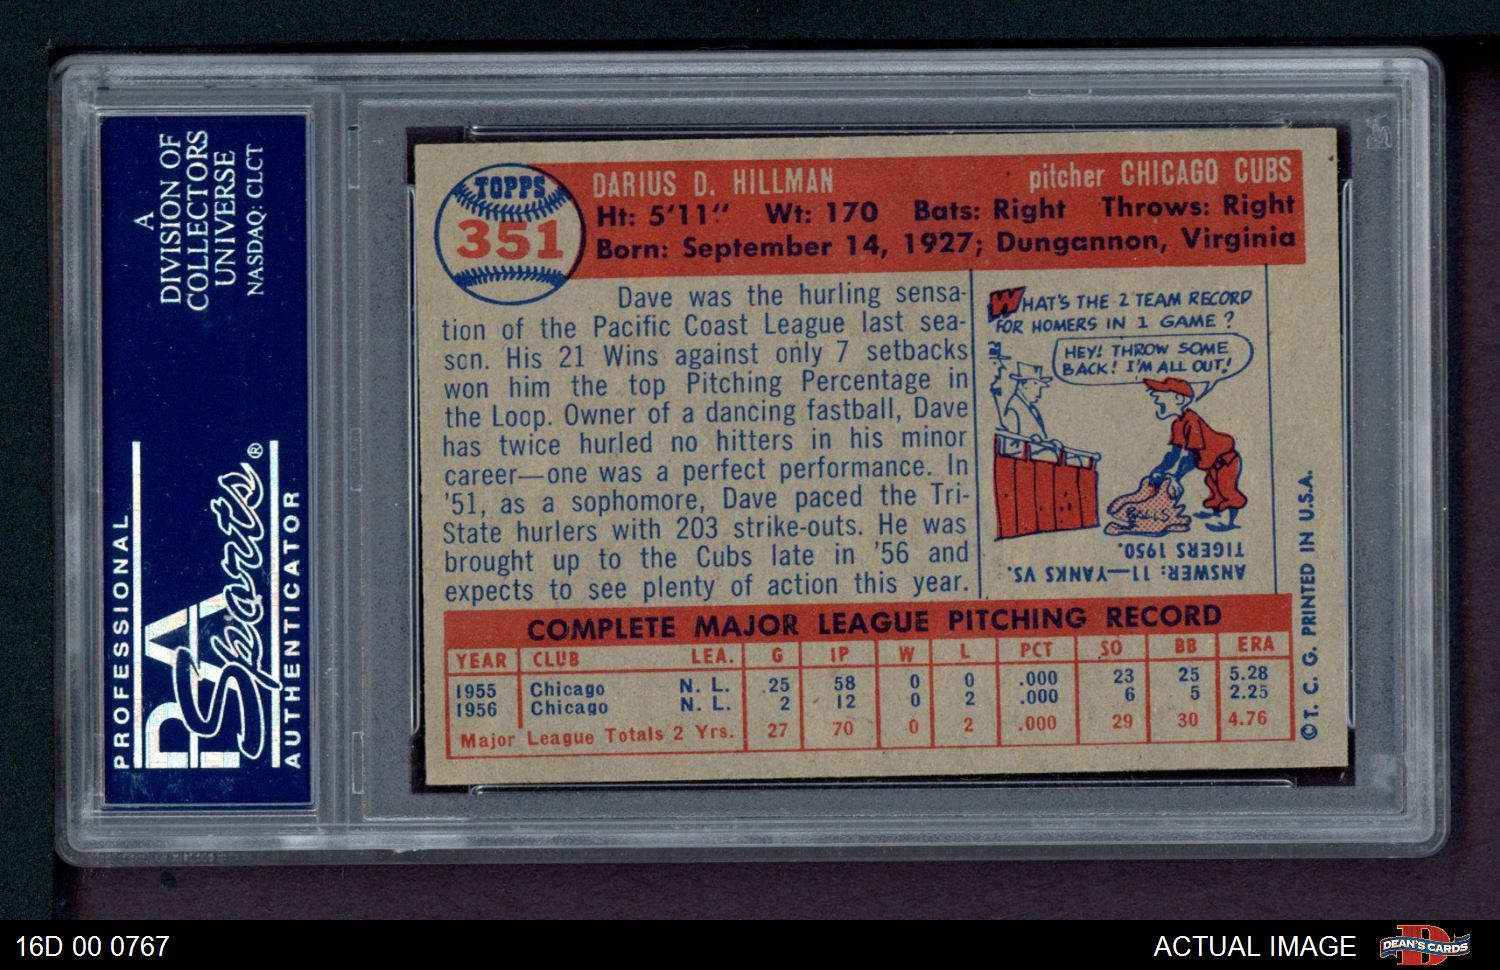 A
DIVISION OF
COLLECTORS
UNIVERSE
NASDAQ: CLCT
PROFESSIONAL
PSA
Sports®
AUTHENTICATOR
TOPPS
351
DARIUS D. HILLMAN pitcher CHICAGO CUBS
Ht: 5'11" Wt: 170 Bats: Right Throws: Right
Born: September 14, 1927; Dungannon, Virginia
Dave was the hurling sensa-
tion of the Pacific Coast League last sea-
son. His 21 Wins against only 7 setbacks
won him the top Pitching Percentage in
the Loop. Owner of a dancing fastball, Dave
has twice hurled no hitters in his minor
career—one was a perfect performance. In
'51, as a sophomore, Dave paced the Tri-
State hurlers with 203 strike-outs. He was
brought up to the Cubs late in '56 and
expects to see plenty of action this year.
WHAT'S THE 2 TEAM RECORD
FOR HOMERS IN 1 GAME?
HEY! THROW SOME
BACK! I'M ALL OUT!
ANSWER: 11—YANKS VS.
TIGERS 1950.
COMPLETE MAJOR LEAGUE PITCHING RECORD
YEAR CLUB LEA. G IP W L PCT SO BB ERA
1955 Chicago N. L. 25 58 0 0 .000 23 25 5.28
1956 Chicago N. L. 2 12 0 2 .000 6 5 2.25
Major League Totals 2 Yrs. 27 70 0 2 .000 29 30 4.76
© T. C. G. PRINTED IN U.S.A.
16D 00 0767
ACTUAL IMAGE
D
DEAN'S CARDS